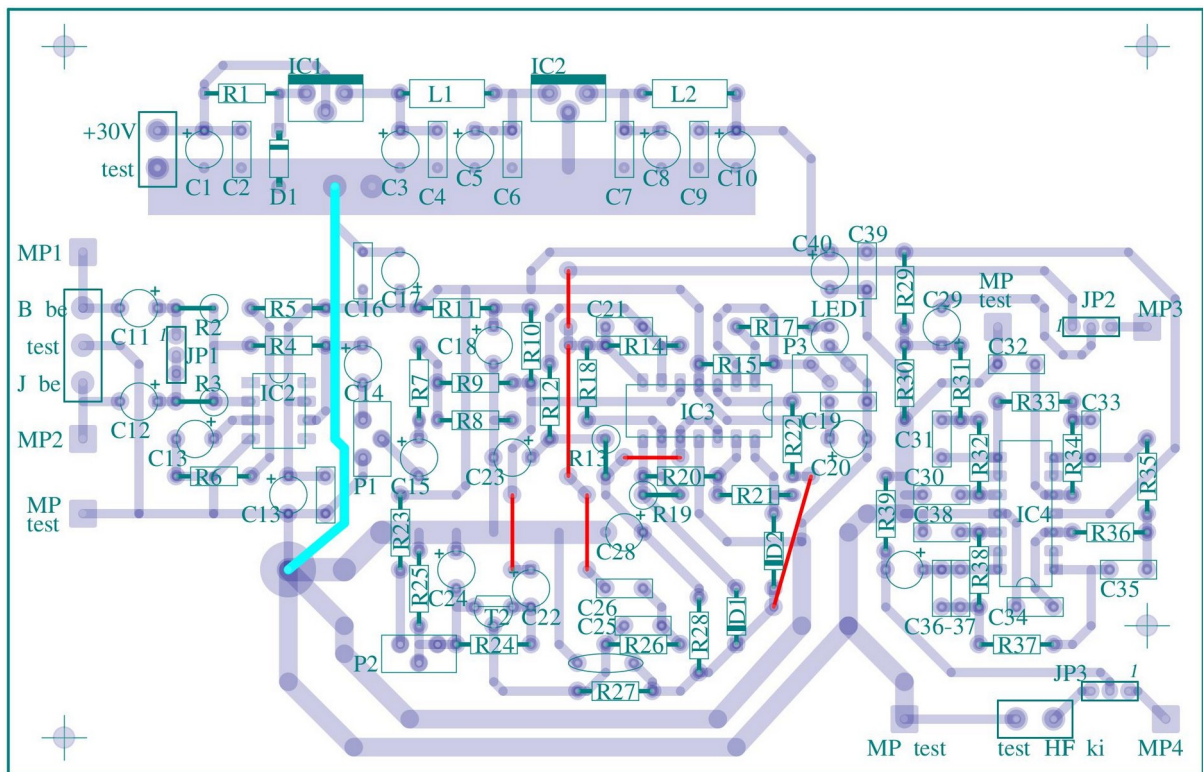 IC1
IC2
R1
L1
L2
+30V
+
+
+
+
+
test
C1
C2
D1
C3
C4
C5
C6
C7
C8
C9
C10
MP1
C40
C39
B be
C11
+
1
R2
R5
C16
C17
R11
C18
R10
C21
R14
R17
LED1
R29
C29
MP
test
1
JP2
MP3
test
JP1
R4
+
C14
R7
R9
R12
R18
R15
P3
R30
R31
C32
J be
R3
IC2
R8
IC3
C19
R33
C33
C12
MP2
C13
R6
C15
P1
C23
R13
R20
R22
C20
C31
R32
R34
R35
MP
test
C13
R23
R19
R21
C30
C38
R39
IC4
R36
C28
D2
R25
C24
T2
C22
C26
C25
R28
D1
C36-37
R38
C34
C35
P2
R24
R26
R37
R27
JP3
1
MP test
test HF ki
MP4